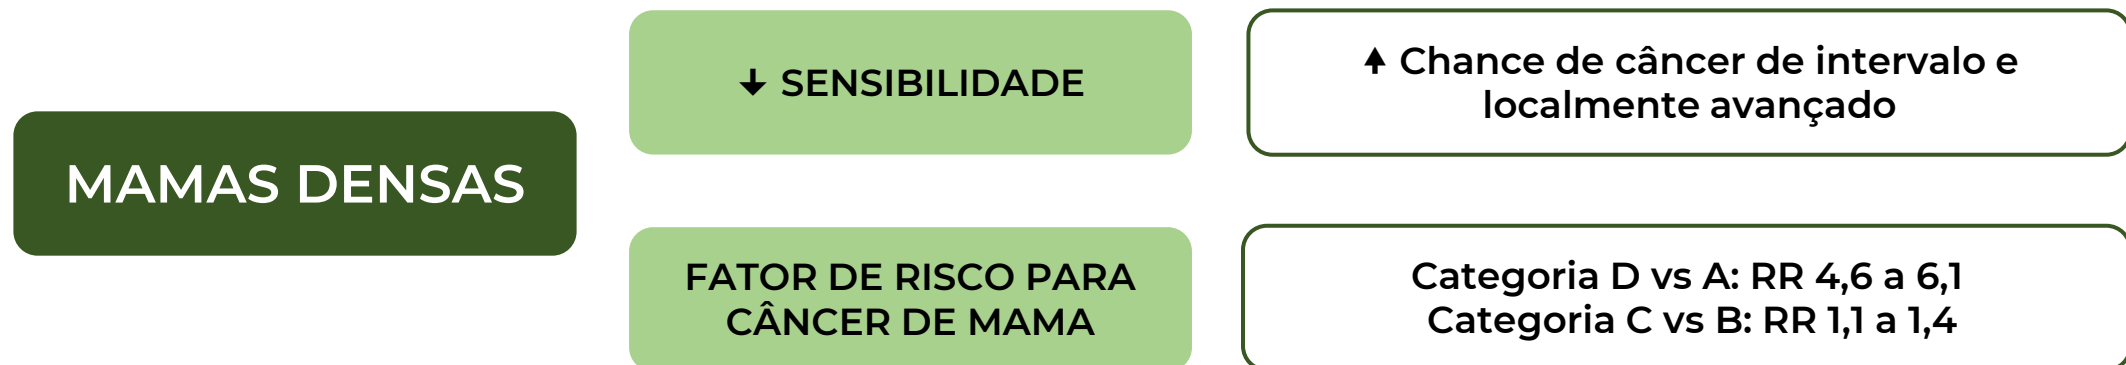 MAMAS DENSAS
↓ SENSIBILIDADE
↑ Chance de câncer de intervalo e
localmente avançado
FATOR DE RISCO PARA
CÂNCER DE MAMA
Categoria D vs A: RR 4,6 a 6,1
Categoria C vs B: RR 1,1 a 1,4